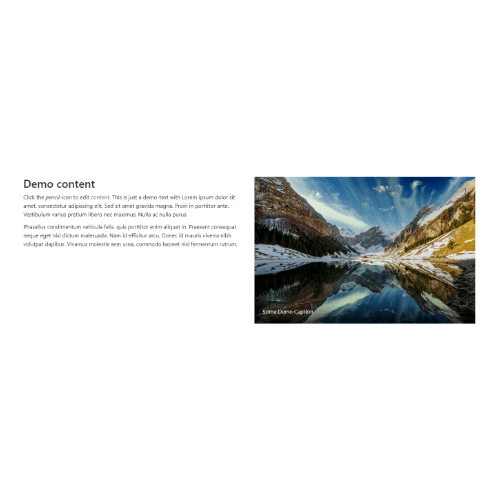 Demo content
Click the pencil-icon to edit content. This is just a demo-text with Lorem ipsum dolor sit
amet, consectetur adipiscing elit. Sed sit amet gravida magna. Proin in porttitor ante.
Vestibulum varius pretium libero nec maximus. Nulla ac nulla purus.
Phasellus condimentum vehicula felis, quis porttitor enim aliquet in. Praesent consequat
neque eget nisl dictum malesuada. Nam id efficitur arcu. Donec id mauris viverra nibh
volutpat dapibus. Vivamus molestie sem urna, commodo laoreet nisl fermentum rutrum.
Some Demo Caption